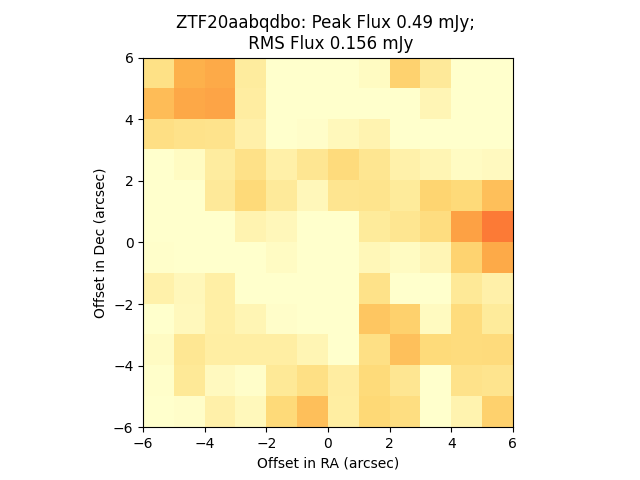 ZTF20aabqdbo: Peak Flux 0.49 mJy;
RMS Flux 0.156 mJy
6
4
2
0
−2
−4
−6
Offset in Dec (arcsec)
−6 −4 −2 0 2 4 6
Offset in RA (arcsec)